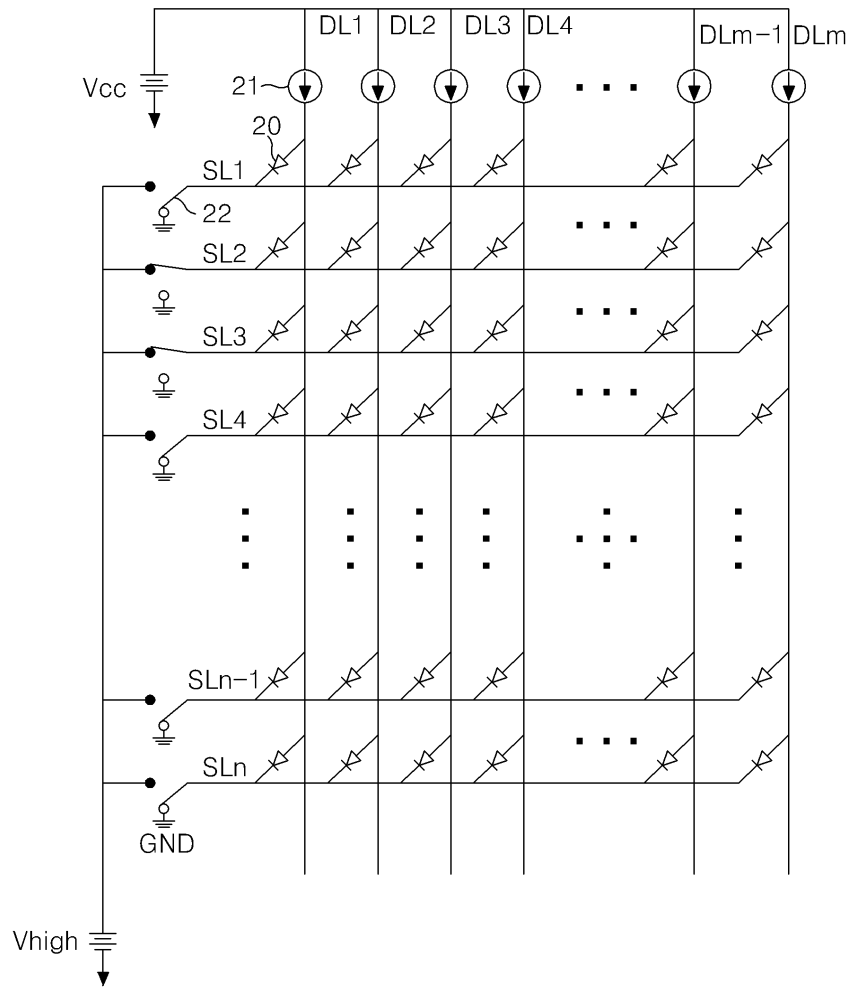 DL1 DL2 DL3 DL4 DLm-1 DLm
Vcc
21
20
SL1
22
SL2
SL3
SL4
SLn-1
SLn
GND
Vhigh